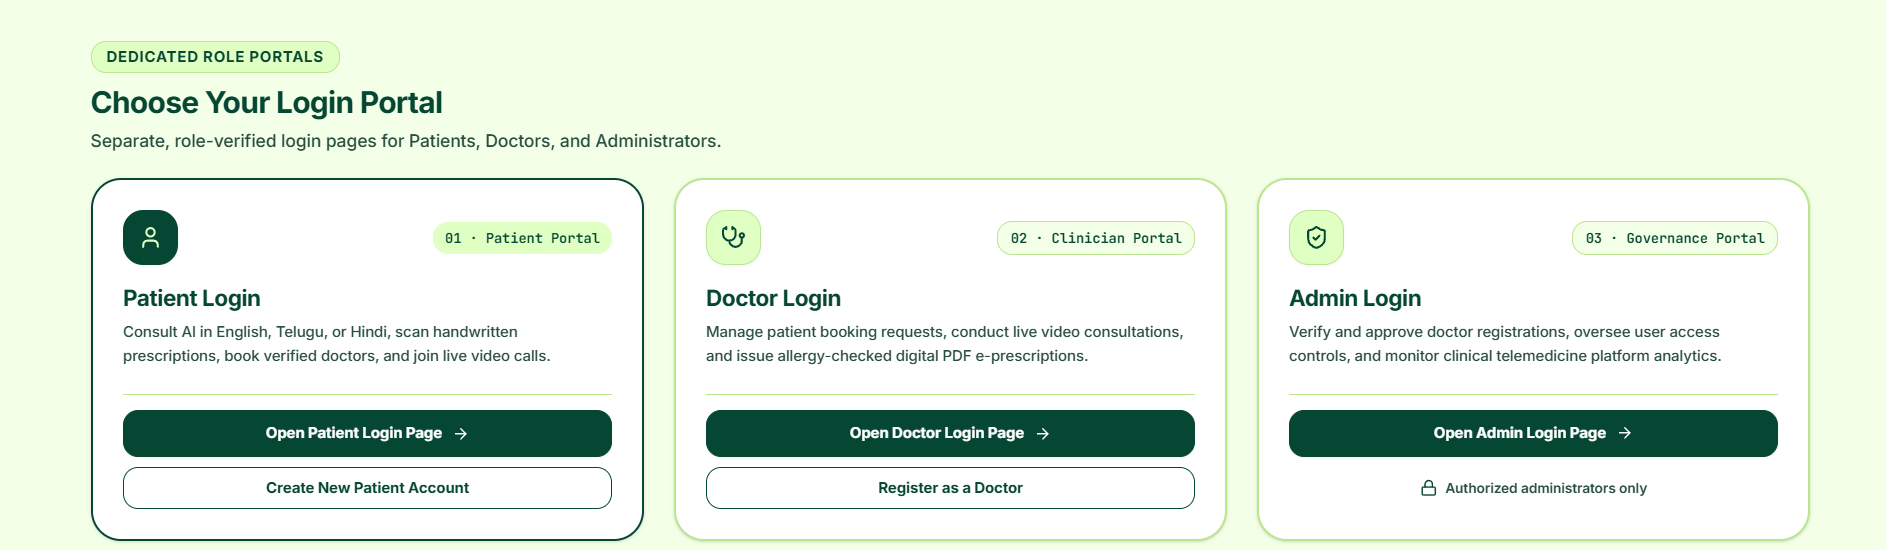 DEDICATED ROLE PORTALS
Choose Your Login Portal
Separate, role-verified login pages for Patients, Doctors, and Administrators.
01 · Patient Portal
Patient Login
Consult AI in English, Telugu, or Hindi, scan handwritten
prescriptions, book verified doctors, and join live video calls.
Open Patient Login Page →
Create New Patient Account
02 · Clinician Portal
Doctor Login
Manage patient booking requests, conduct live video consultations,
and issue allergy-checked digital PDF e-prescriptions.
Open Doctor Login Page →
Register as a Doctor
03 · Governance Portal
Admin Login
Verify and approve doctor registrations, oversee user access
controls, and monitor clinical telemedicine platform analytics.
Open Admin Login Page →
Authorized administrators only